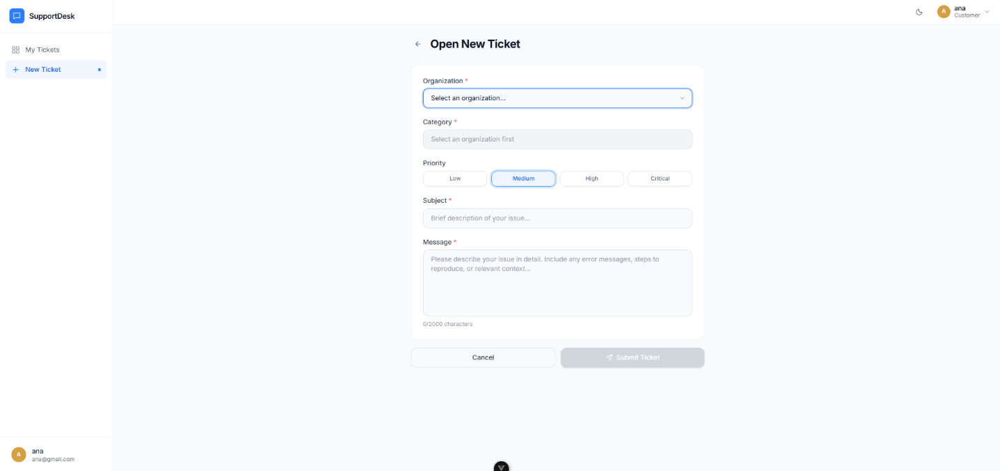 SupportDesk
A
ana
Customer
My Tickets
New Ticket
Open New Ticket
Organization *
Select an organization...
Category *
Select an organization first
Priority
Low
Medium
High
Critical
Subject *
Brief description of your issue...
Message *
Please describe your issue in detail. Include any error messages, steps to
reproduce, or relevant context...
0/2000 characters
Cancel
Submit Ticket
A
ana
ana@gmail.com